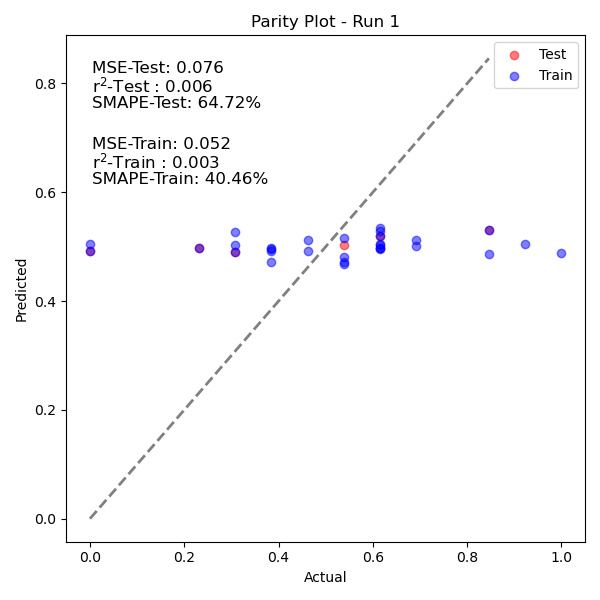 Parity Plot - Run 1
MSE-Test: 0.076
r²-Test : 0.006
SMAPE-Test: 64.72%
MSE-Train: 0.052
r²-Train : 0.003
SMAPE-Train: 40.46%
Test
Train
0.8
0.6
0.4
0.2
0.0
Predicted
0.0 0.2 0.4 0.6 0.8 1.0
Actual